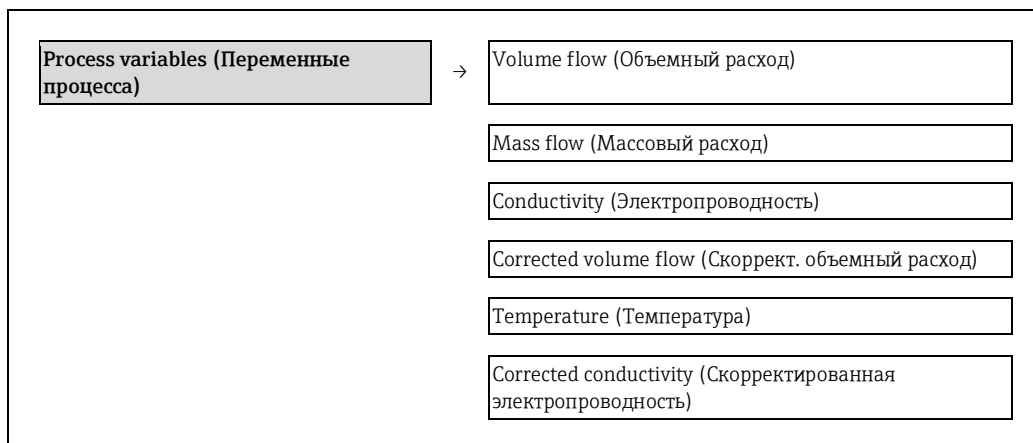 Process variables (Переменные
процесса)
→
Volume flow (Объемный расход)
Mass flow (Массовый расход)
Conductivity (Электропроводность)
Corrected volume flow (Скоррект. объемный расход)
Temperature (Температура)
Corrected conductivity (Скорректированная
электропроводность)